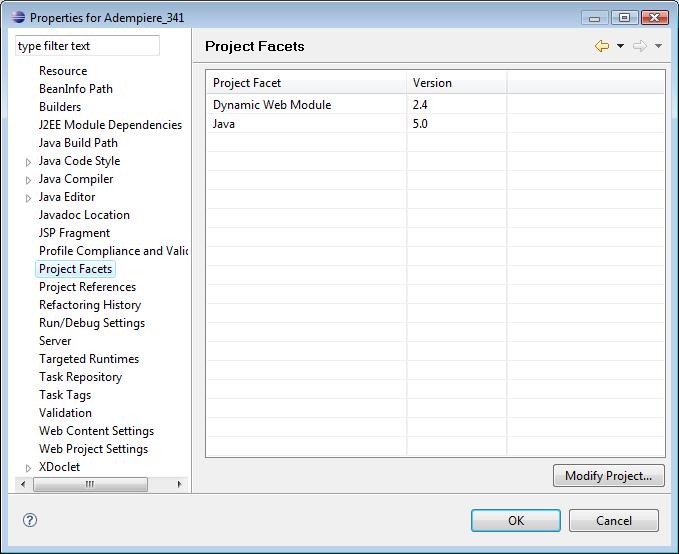 Properties for Adempiere_341
type filter text
Resource
BeanInfo Path
Builders
J2EE Module Dependencies
Java Build Path
Java Code Style
Java Compiler
Java Editor
Javadoc Location
JSP Fragment
Profile Compliance and Valid
Project Facets
Project References
Refactoring History
Run/Debug Settings
Server
Targeted Runtimes
Task Repository
Task Tags
Validation
Web Content Settings
Web Project Settings
XDoclet
Project Facets
Project Facet Version
Dynamic Web Module 2.4
Java 5.0
Modify Project...
OK Cancel